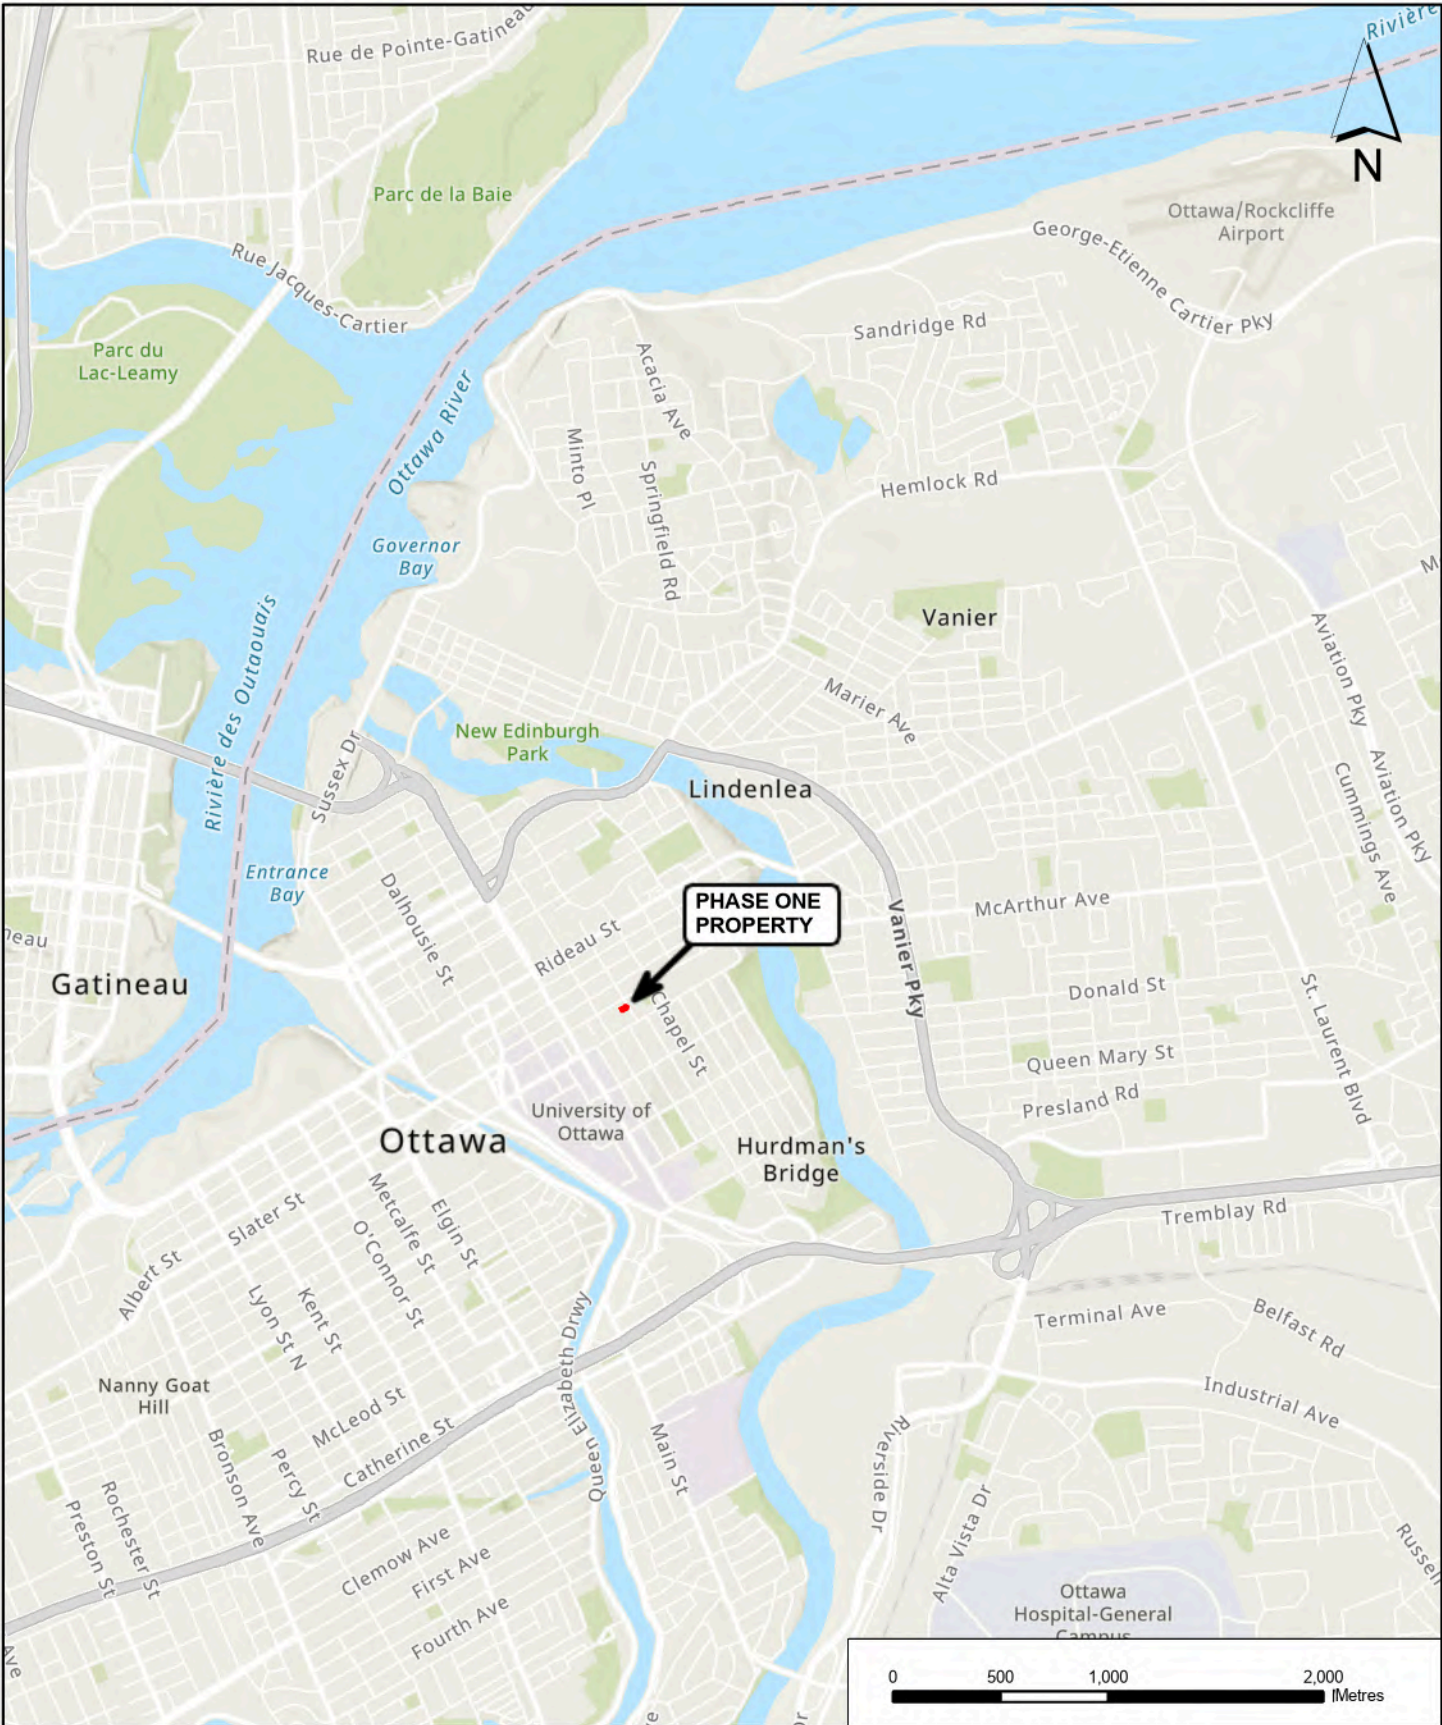 Rue de Pointe-Gatineau
Rivière
N
Parc de la Baie
Ottawa/Rockcliffe
Airport
George-Etienne Cartier Pky
Rue Jacques-Cartier
Sandridge Rd
Parc du
Lac-Leamy
Acacia Ave
Ottawa River
Minto Pl
Springfield Rd
Hemlock Rd
Governor
Bay
Vanier
Rivière des Outaouais
Aviation Pky
Marier Ave
New Edinburgh
Park
Sussex Dr
Lindenlea
Aviation Pky
Cummings Ave
Entrance
Bay
Dalhousie St
PHASE ONE
PROPERTY
McArthur Ave
Vanier Pky
Rideau St
neau
Gatineau
Donald St
Chapel St
St. Laurent Blvd
Queen Mary St
Presland Rd
University of
Ottawa
Ottawa
Hurdman's
Bridge
Metcalfe St
Elgin St
Slater St
O'Connor St
Tremblay Rd
Albert St
Lyon St N
Kent St
Queen Elizabeth Drwy
Terminal Ave
Belfast Rd
Nanny Goat
Hill
McLeod St
Industrial Ave
Catherine St
Main St
Riverside Dr
Bronson Ave
Percy St
Rochester St
Preston St
Alta Vista Dr
Clemow Ave
First Ave
Russell
Fourth Ave
Ottawa
Hospital-General
Campus
Ave
0 500 1,000 2,000
Metres